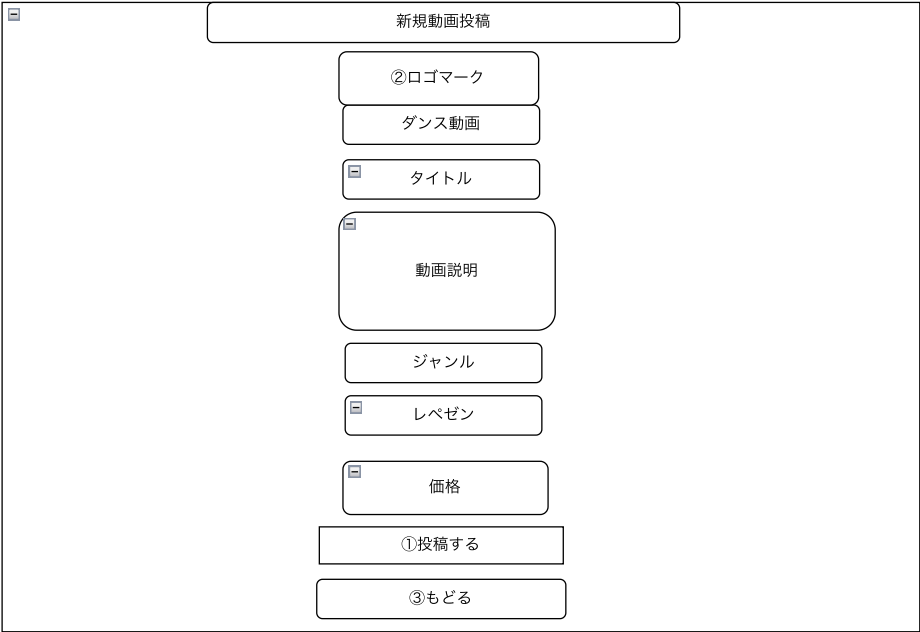 新規動画投稿
②ロゴマーク
ダンス動画
タイトル
動画説明
ジャンル
レペゼン
価格
①投稿する
③もどる